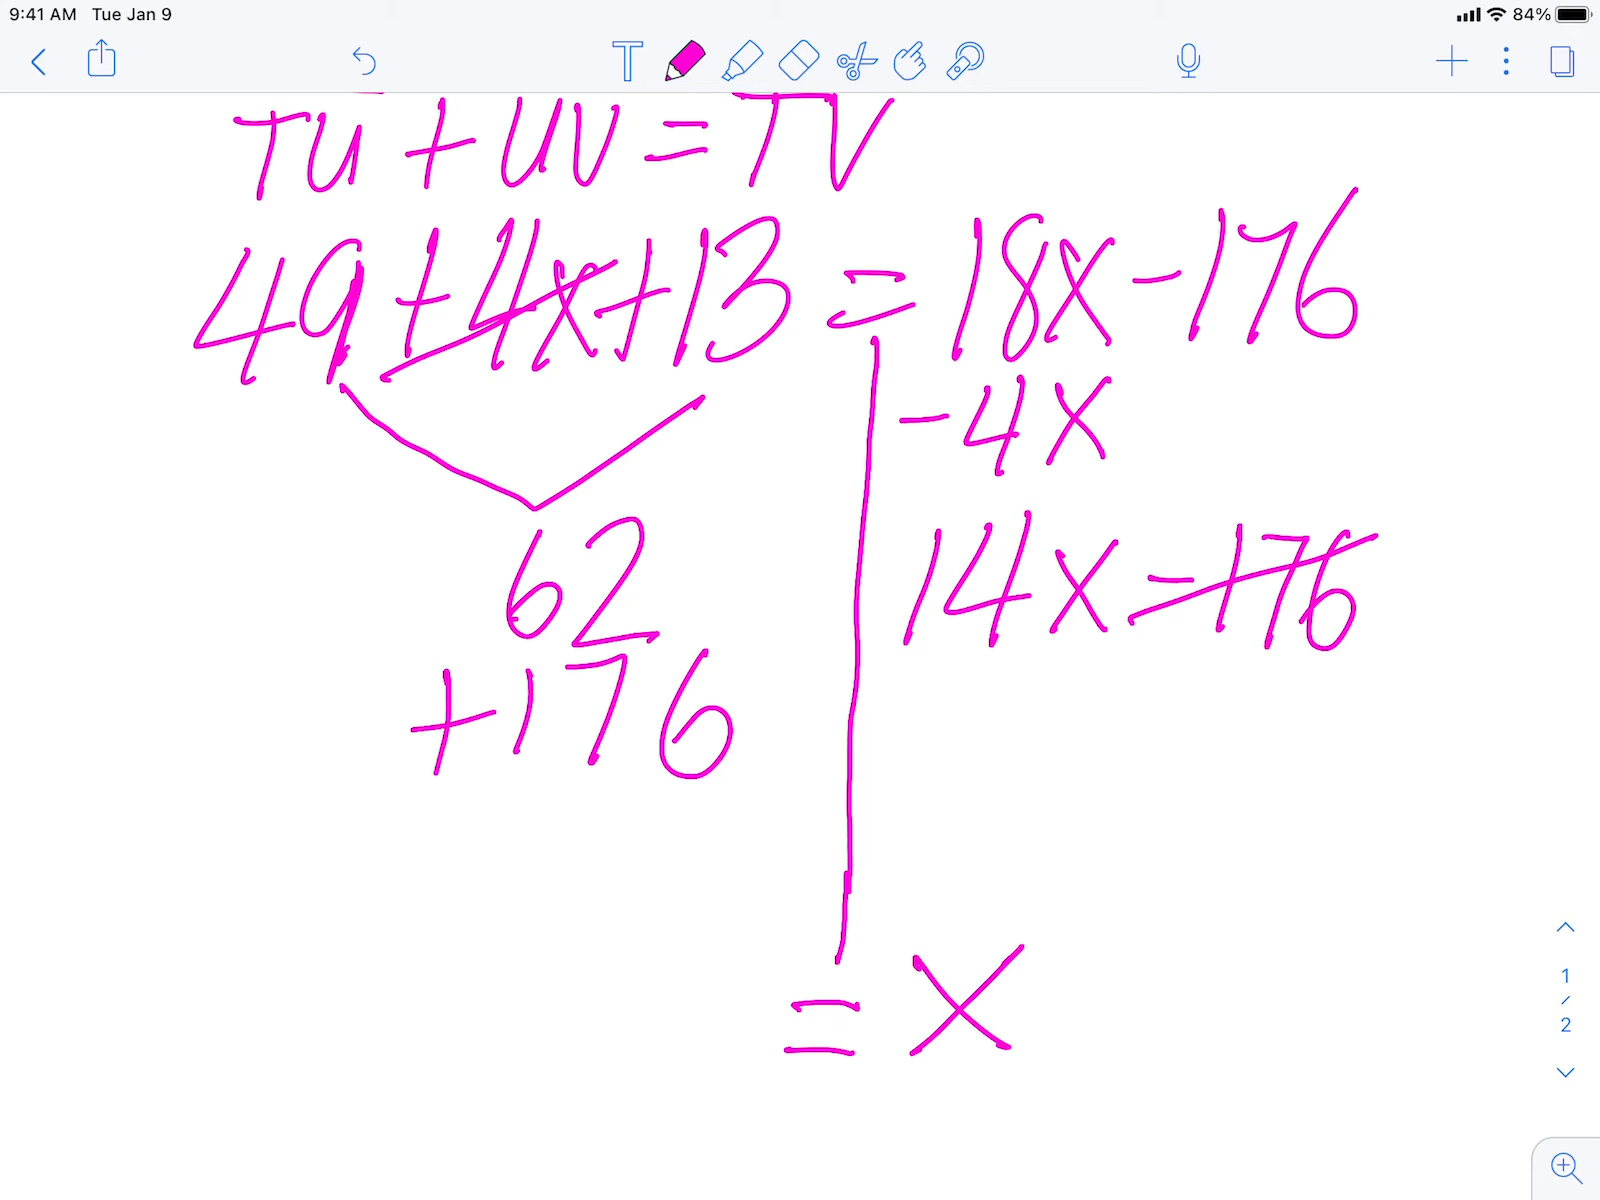 9:41 AM Tue Jan 9 84%
T
TU + UV = TV
49 + 4x + 13 = 18x - 176
- 4x
62 14x - 176
+ 176
= x
1
/
2